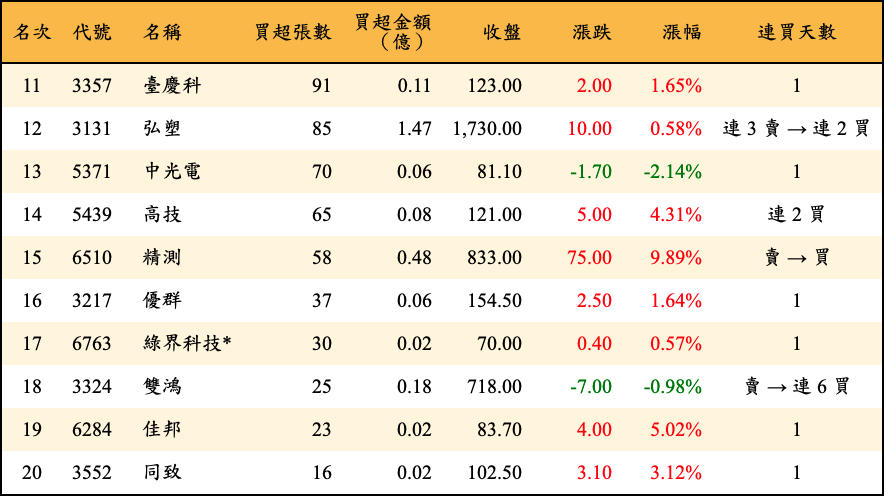 名次 代號 名稱 買超張數 買超金額（億） 收盤 漲跌 漲幅 連買天數
11 3357 臺慶科 91 0.11 123.00 2.00 1.65% 1
12 3131 弘塑 85 1.47 1,730.00 10.00 0.58% 連 3 賣 → 連 2 買
13 5371 中光電 70 0.06 81.10 -1.70 -2.14% 1
14 5439 高技 65 0.08 121.00 5.00 4.31% 連 2 買
15 6510 精測 58 0.48 833.00 75.00 9.89% 賣 → 買
16 3217 優群 37 0.06 154.50 2.50 1.64% 1
17 6763 綠界科技* 30 0.02 70.00 0.40 0.57% 1
18 3324 雙鴻 25 0.18 718.00 -7.00 -0.98% 賣 → 連 6 買
19 6284 佳邦 23 0.02 83.70 4.00 5.02% 1
20 3552 同致 16 0.02 102.50 3.10 3.12% 1